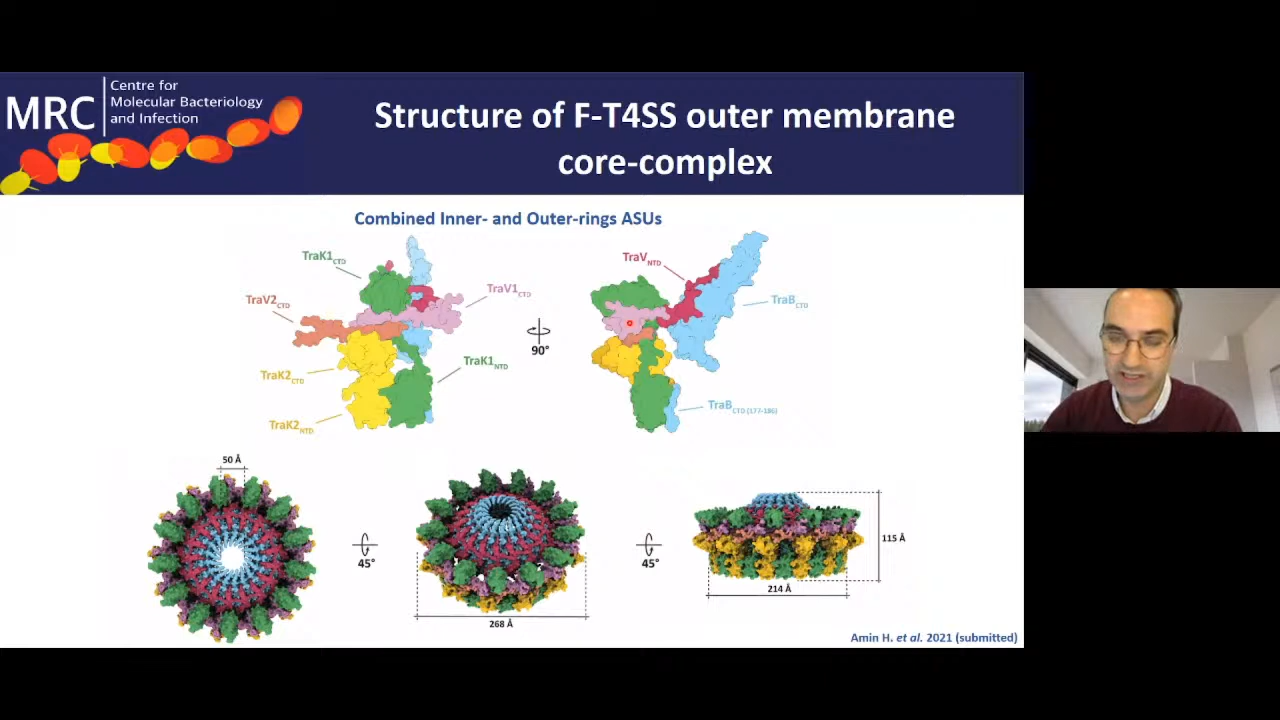 MRC
Centre for
Molecular Bacteriology
and Infection
Structure of F-T4SS outer membrane
core-complex
Combined Inner- and Outer-rings ASUs
TraK1CTD
TraV2CTD
TraV1CTD
TraK1NTD
TraK2CTD
TraK2NTD
90°
TraVNTD
TraBCTD
TraBCTD (177-186)
50 Å
45°
268 Å
45°
115 Å
214 Å
Amin H. et al. 2021 (submitted)